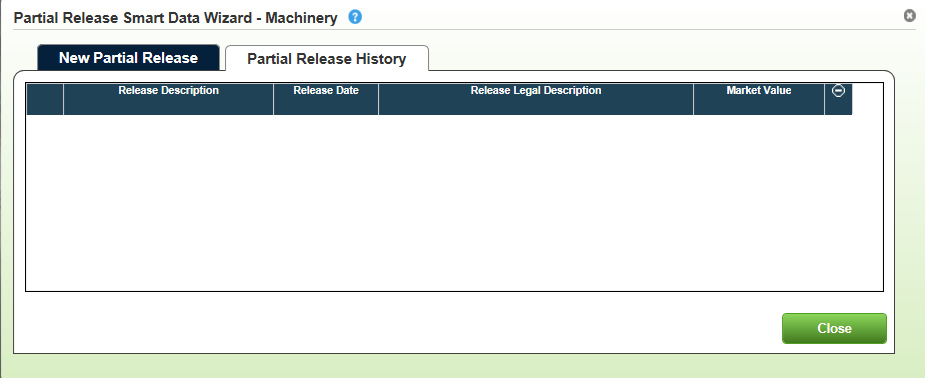 Partial Release Smart Data Wizard - Machinery ?
New Partial Release
Partial Release History
Release Description Release Date Release Legal Description Market Value
Close